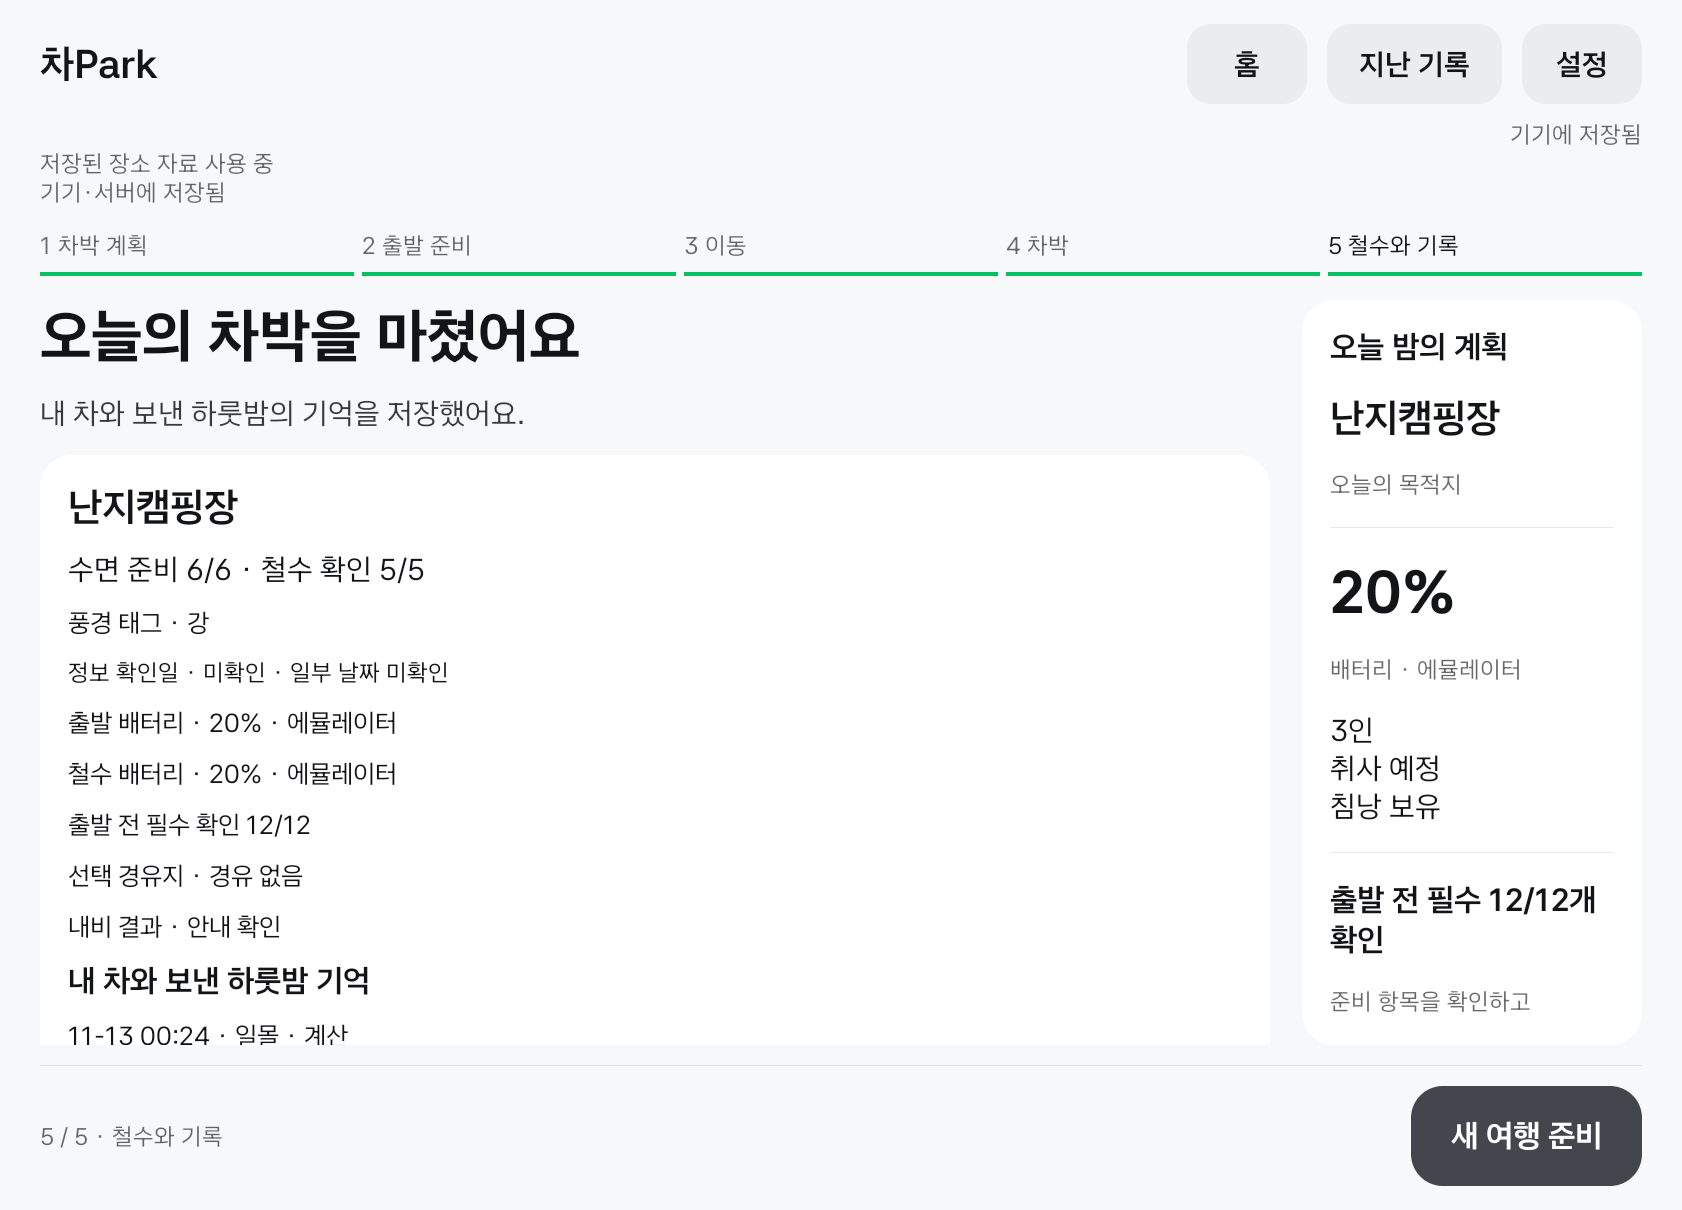 차Park
홈
지난 기록
설정
기기에 저장됨
저장된 장소 자료 사용 중
기기·서버에 저장됨
1 차박 계획
2 출발 준비
3 이동
4 차박
5 철수와 기록
오늘의 차박을 마쳤어요
내 차와 보낸 하룻밤의 기억을 저장했어요.
난지캠핑장
수면 준비 6/6 · 철수 확인 5/5
풍경 태그 · 강
정보 확인일 · 미확인 · 일부 날짜 미확인
출발 배터리 · 20% · 에뮬레이터
철수 배터리 · 20% · 에뮬레이터
출발 전 필수 확인 12/12
선택 경유지 · 경유 없음
내비 결과 · 안내 확인
내 차와 보낸 하룻밤 기억
11-13 00:24 · 일몰 · 계산
오늘 밤의 계획
난지캠핑장
오늘의 목적지
20%
배터리 · 에뮬레이터
3인
취사 예정
침낭 보유
출발 전 필수 12/12개
확인
준비 항목을 확인하고
5 / 5 · 철수와 기록
새 여행 준비